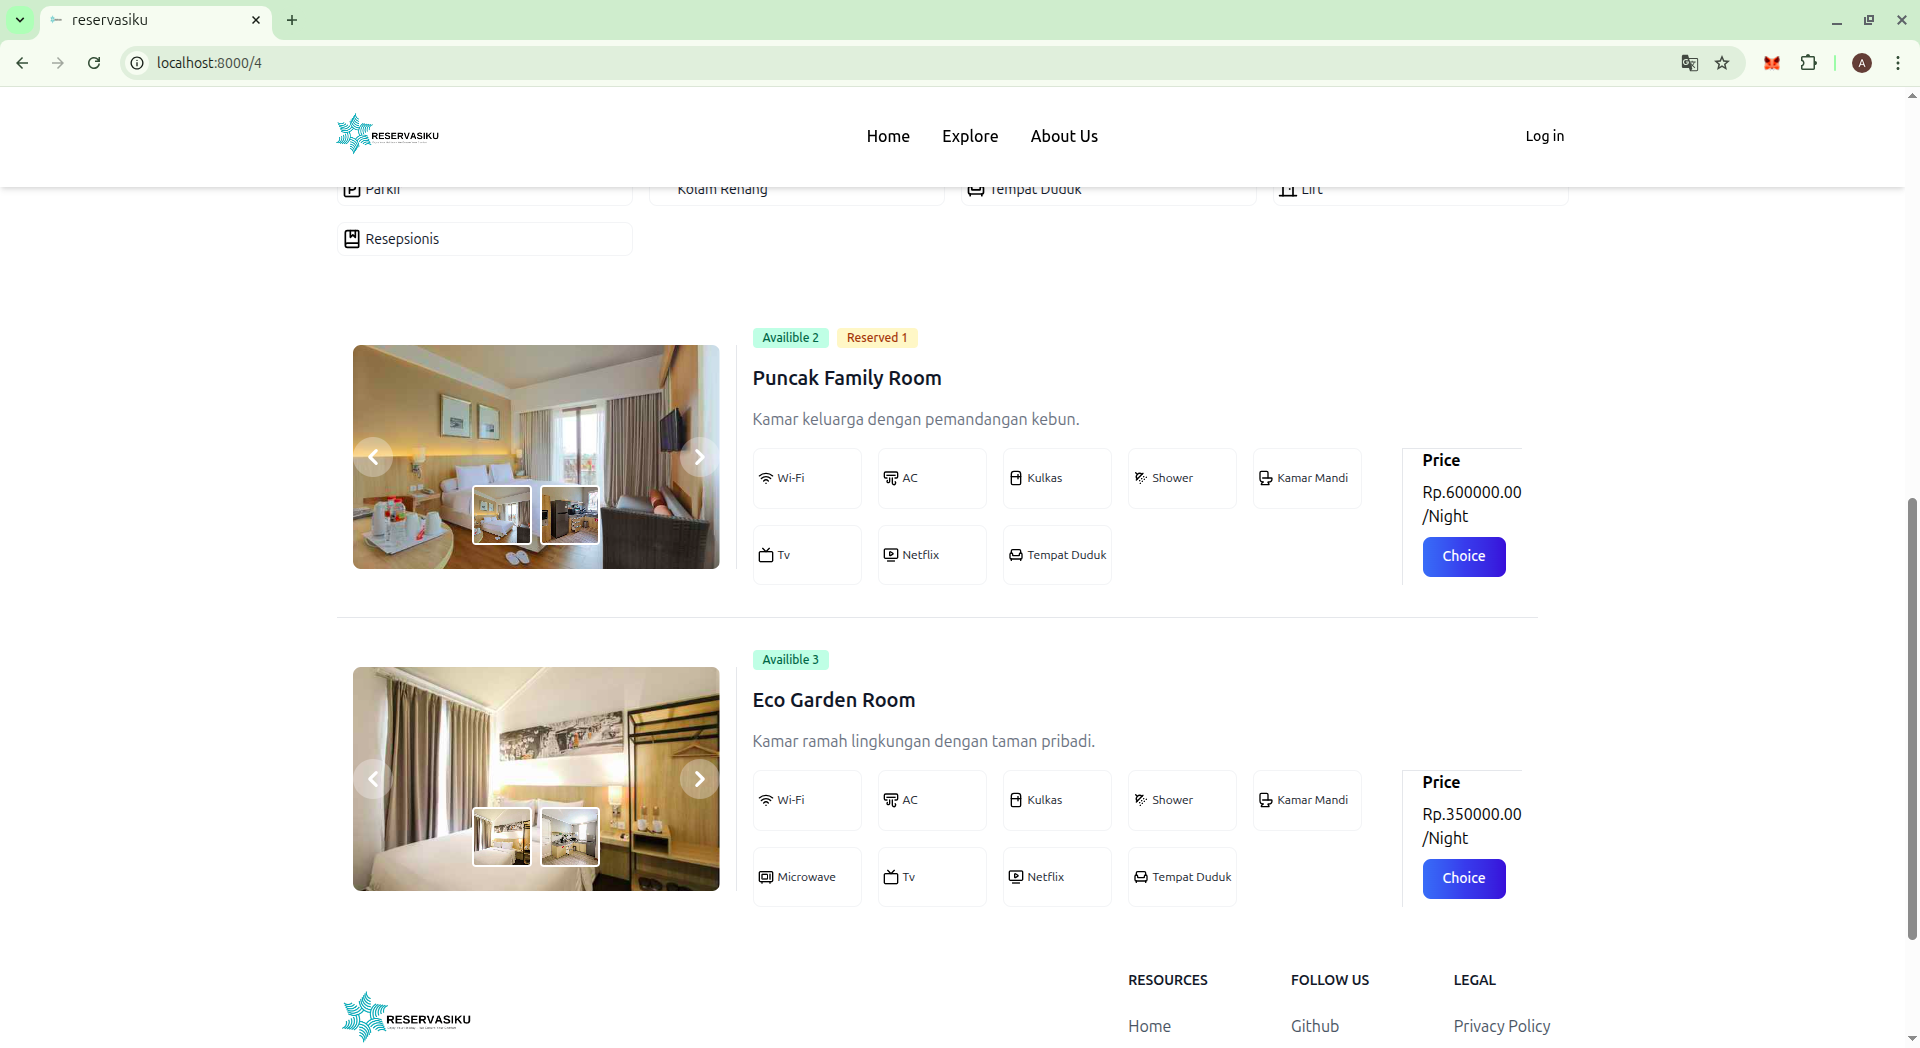 reservasiku
localhost:8000/4
A
RESERVASIKU
Home
Explore
About Us
Log in
Parkir
Kolam Renang
Tempat Duduk
Lift
Resepsionis
Availible 2
Reserved 1
Puncak Family Room
Kamar keluarga dengan pemandangan kebun.
Wi-Fi
AC
Kulkas
Shower
Kamar Mandi
Tv
Netflix
Tempat Duduk
Price
Rp.600000.00
/Night
Choice
Availible 3
Eco Garden Room
Kamar ramah lingkungan dengan taman pribadi.
Wi-Fi
AC
Kulkas
Shower
Kamar Mandi
Microwave
Tv
Netflix
Tempat Duduk
Price
Rp.350000.00
/Night
Choice
RESERVASIKU
RESOURCES
FOLLOW US
LEGAL
Home
Github
Privacy Policy